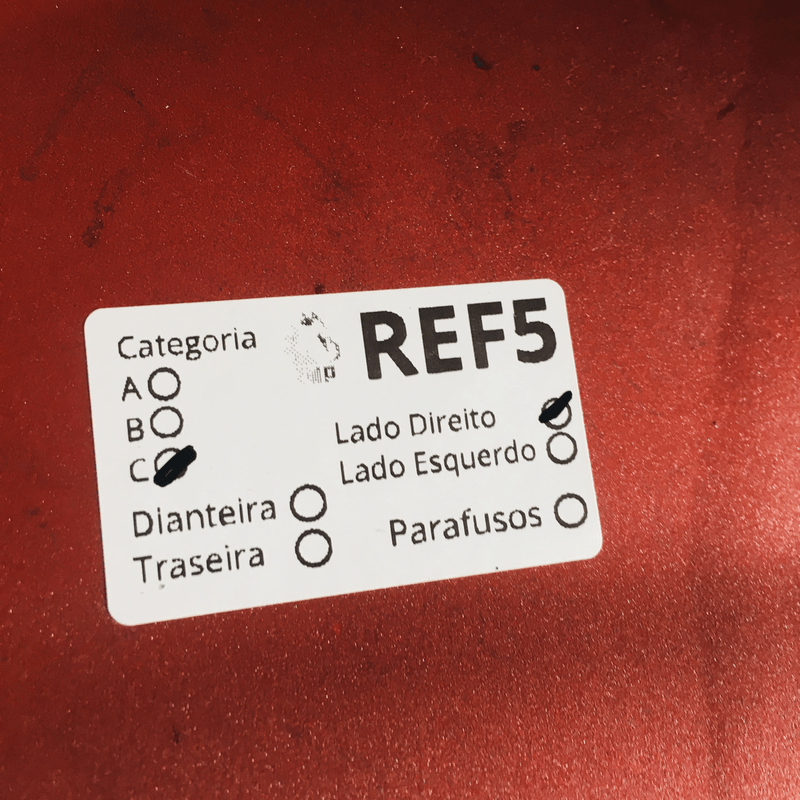 Categoria
A
B
C
Dianteira
Traseira
REF5
Lado Direito
Lado Esquerdo
Parafusos